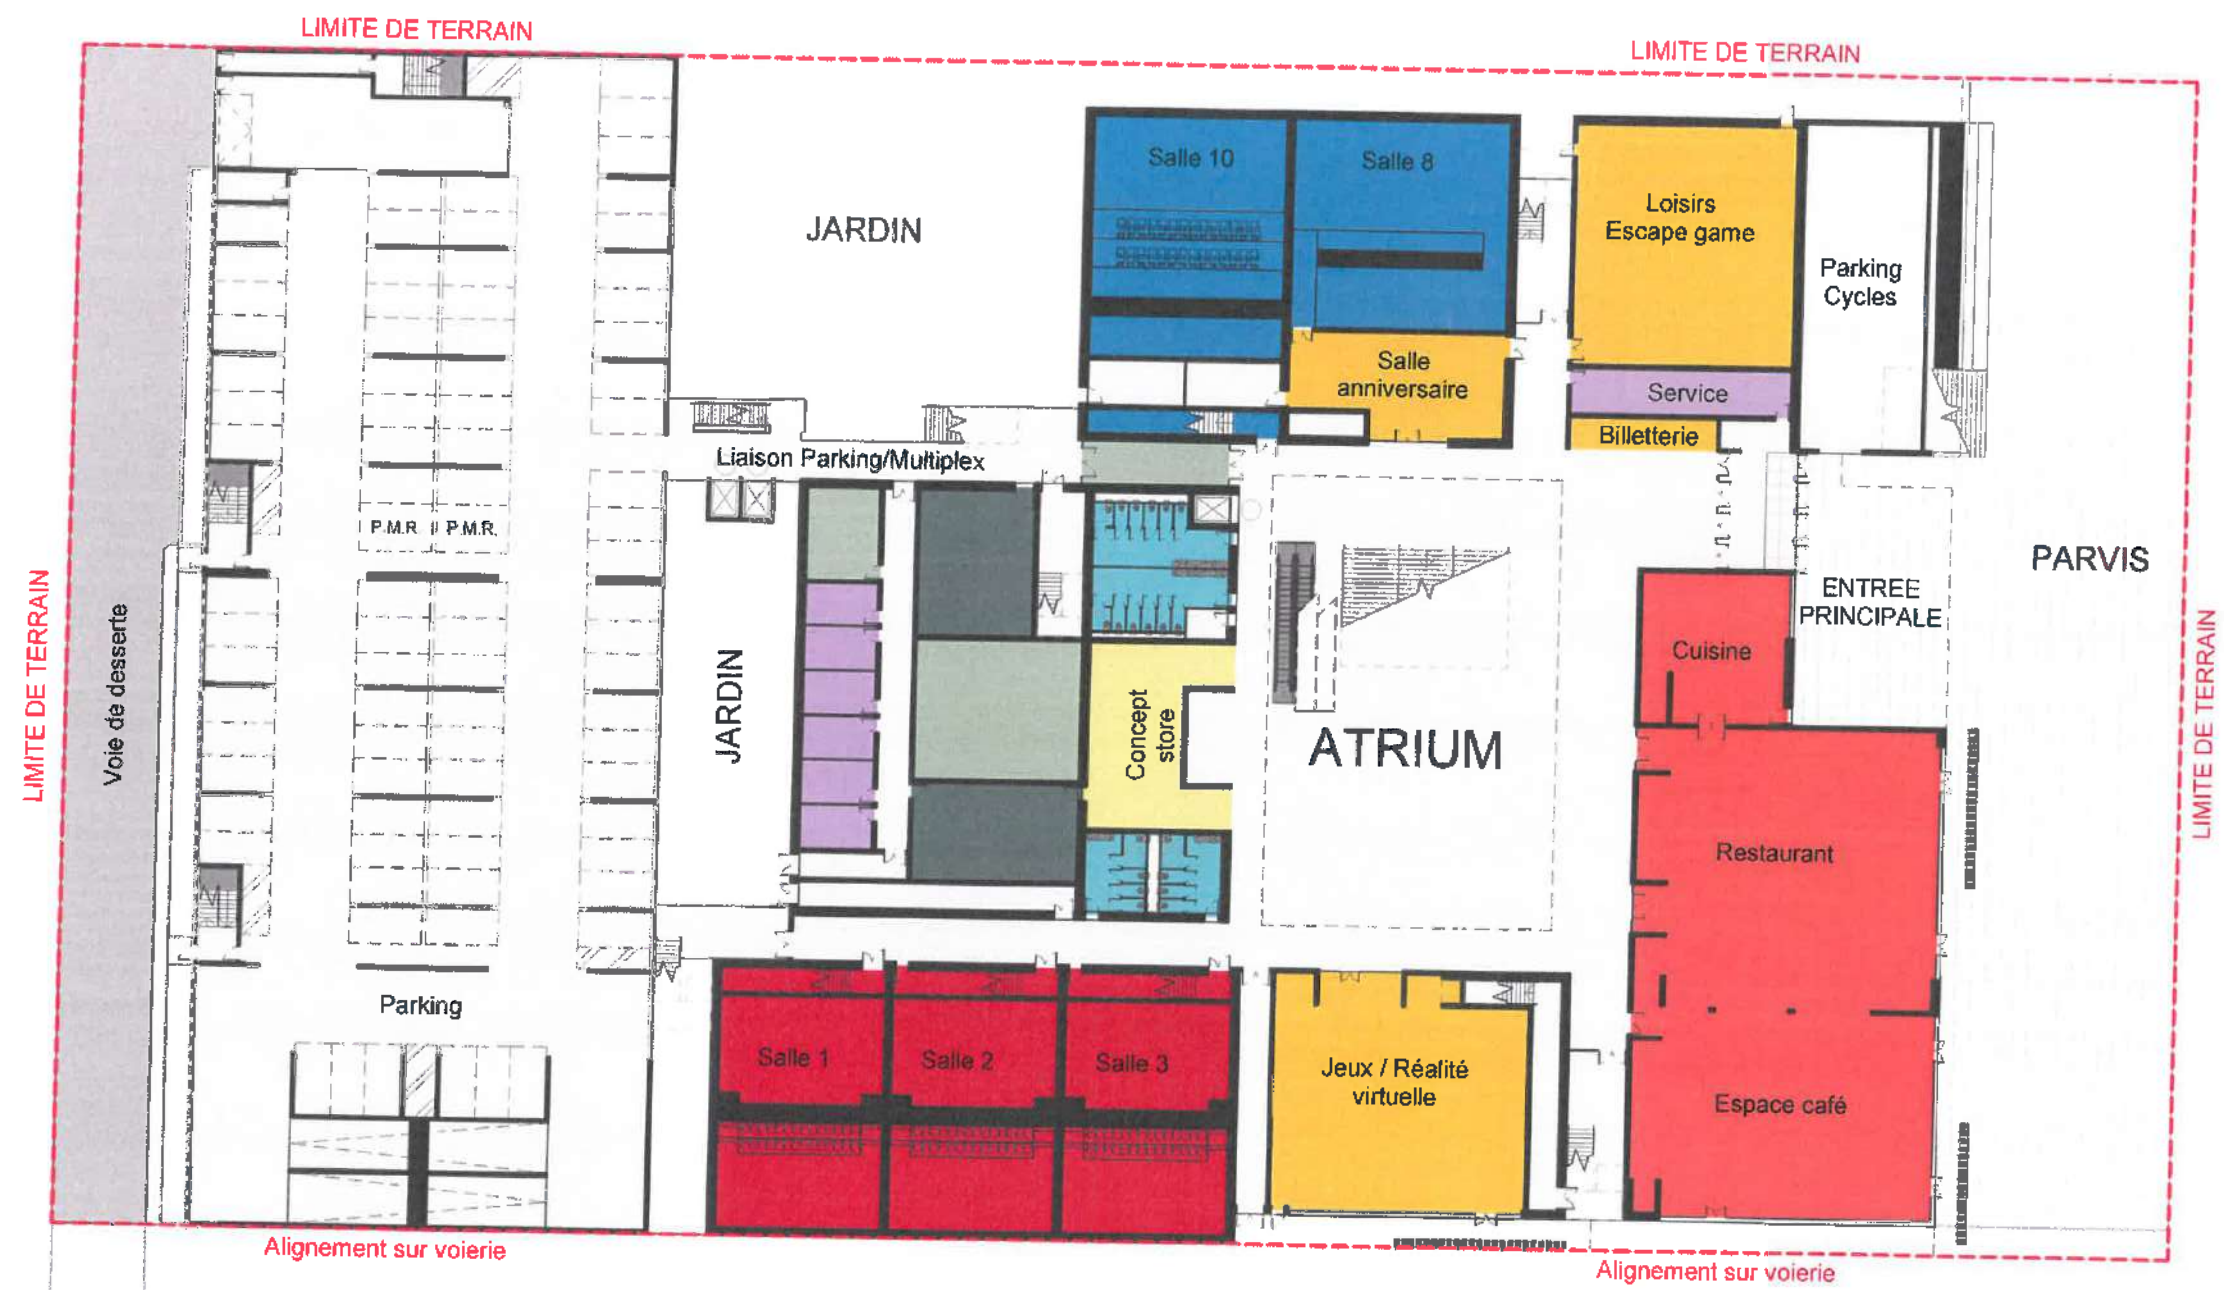 LIMITE DE TERRAIN
LIMITE DE TERRAIN
Salle 10
Salle 8
JARDIN
Loisirs
Escape game
Parking
Cycles
Salle
anniversaire
Service
Billetterie
Liaison Parking/Multiplex
P.M.R.
P.M.R.
PARVIS
ENTREE
PRINCIPALE
LIMITE DE TERRAIN
Voie de desserte
JARDIN
Concept
store
ATRIUM
Cuisine
LIMITE DE TERRAIN
Restaurant
Parking
Salle 1
Salle 2
Salle 3
Jeux / Réalité
virtuelle
Espace café
Alignement sur voierie
Alignement sur voierie